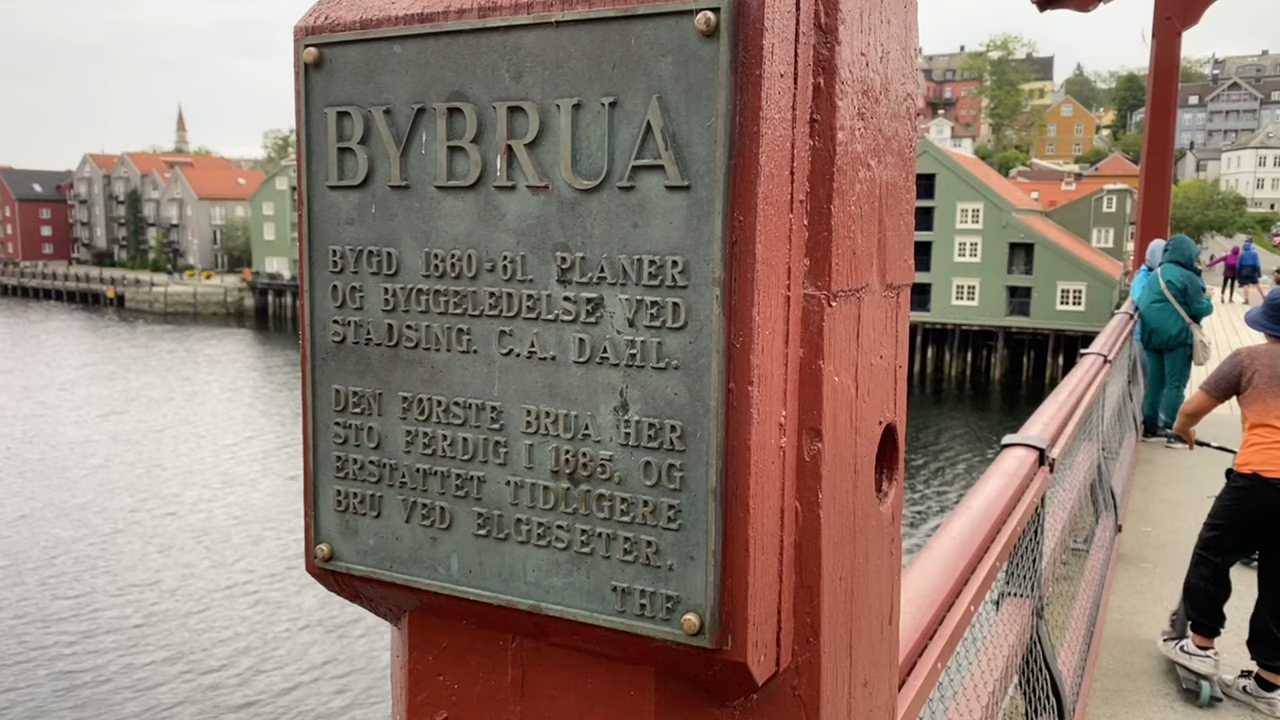 BYBRUA
BYGD 1860-61. PLANER
OG BYGGELEDELSE VED
STADSING. C.A. DAHL.
DEN FØRSTE BRUA HER
STO FERDIG I 1685, OG
ERSTATTET TIDLIGERE
BRU VED ELGESETER.
THF